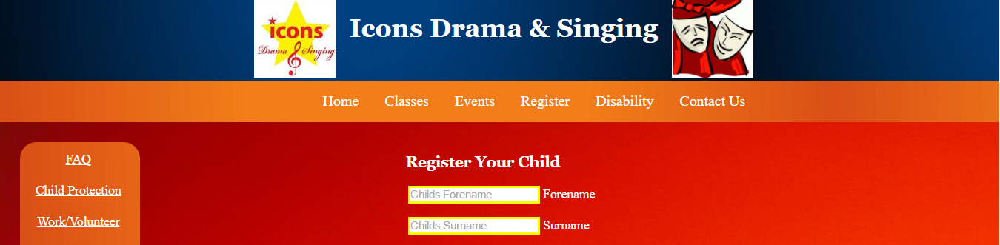 icons
Drama Singing
Icons Drama & Singing
Home Classes Events Register Disability Contact Us
FAQ
Child Protection
Work/Volunteer
Register Your Child
Childs Forename Forename
Childs Surname Surname